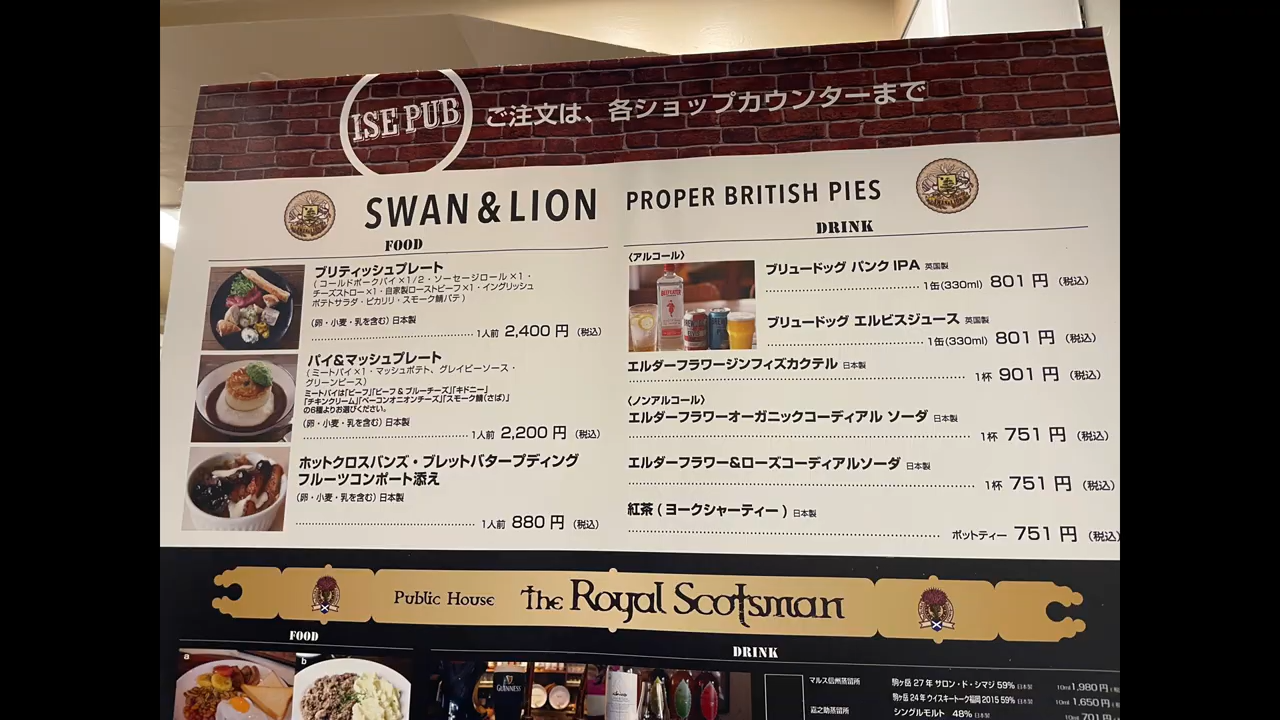 ISE PUB ご注文は、各ショップカウンターまで
SWAN & LION PROPER BRITISH PIES
FOOD
ブリティッシュプレート
(コールドポークパイ×1/2・ソーセージロール×1・
チーズストロー×1・自家製ローストビーフ×1・イングリッシュ
ポテトサラダ・ピカリリ・スモーク鯖パテ)
(卵・小麦・乳を含む) 日本製
1人前 2,400 円 (税込)
パイ&マッシュプレート
(ミートパイ×1・マッシュポテト、グレイビーソース・
グリーンピース)
ミートパイは「ビーフ」「ビーフ&ブルーチーズ」「キドニー」
「チキンクリーム」「ベーコンオニオンチーズ」「スモーク鯖(さば)」
の6種よりお選びください。
(卵・小麦・乳を含む) 日本製
1人前 2,200 円 (税込)
ホットクロスバンズ・ブレットバタープディング
フルーツコンポート添え
(卵・小麦・乳を含む) 日本製
1人前 880 円 (税込)
DRINK
〈アルコール〉
ブリュードッグ パンク IPA 英国製
1缶(330ml) 801 円 (税込)
ブリュードッグ エルビスジュース 英国製
1缶(330ml) 801 円 (税込)
エルダーフラワージンフィズカクテル 日本製
1杯 901 円 (税込)
〈ノンアルコール〉
エルダーフラワーオーガニックコーディアル ソーダ 日本製
1杯 751 円 (税込)
エルダーフラワー&ローズコーディアルソーダ 日本製
1杯 751 円 (税込)
紅茶 (ヨークシャーティー) 日本製
ポットティー 751 円 (税込)
Public House The Royal Scotsman
FOOD
a
b
DRINK
GUINNESS
マルス信州蒸留所
駒ヶ岳 27年 サロン・ド・シマジ 59% 日本製
10ml 1,980 円
駒ヶ岳 24年 ウイスキートーク福岡 2015 59% 日本製
10ml 1,650 円
嘉之助蒸留所
シングルモルト 48% 日本製
10ml 701 円